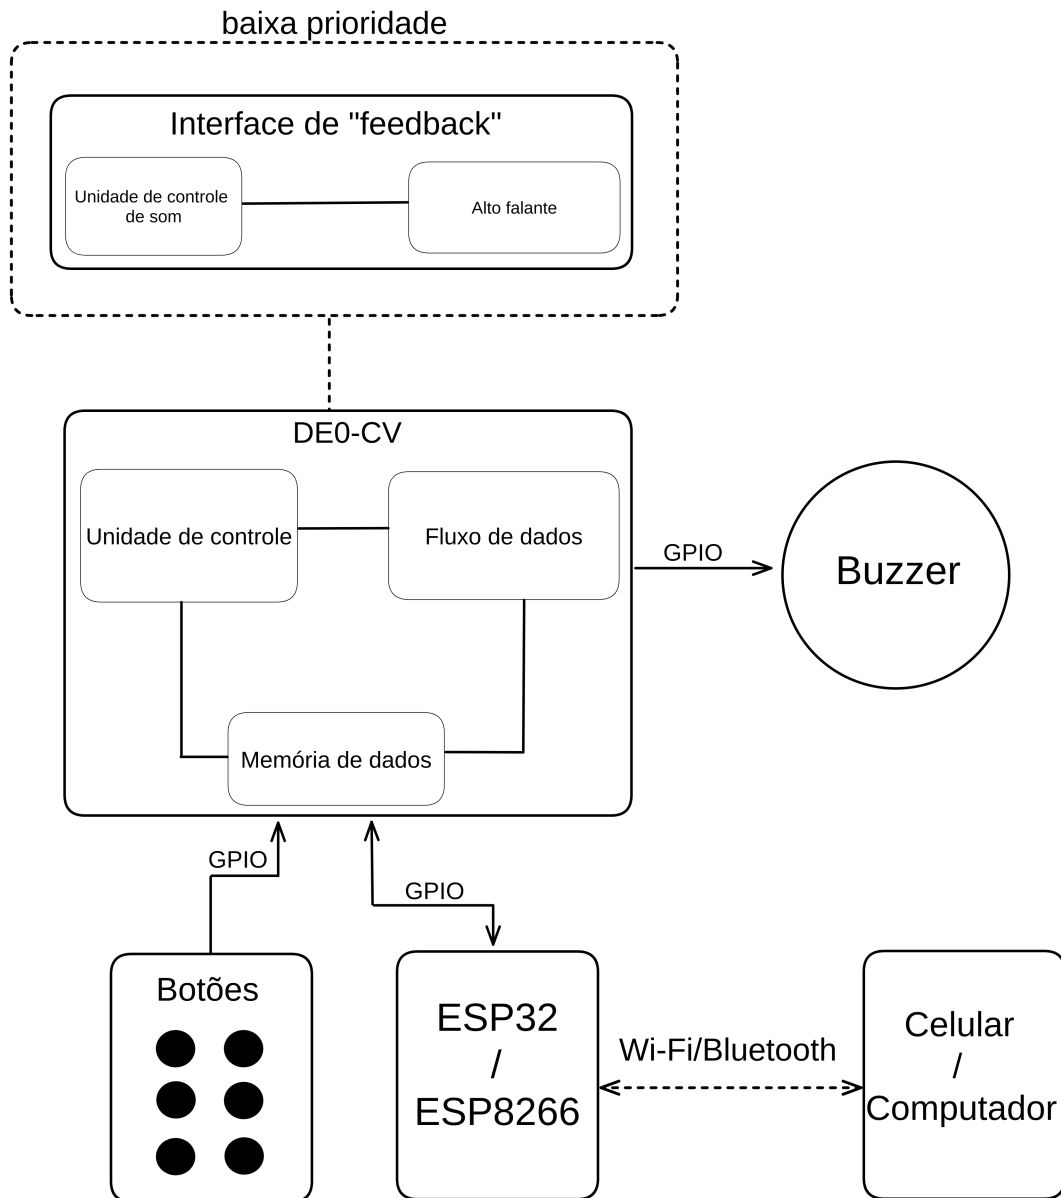 baixa prioridade
Interface de "feedback"
Unidade de controle
de som
Alto falante
DE0-CV
Unidade de controle
Fluxo de dados
Memória de dados
GPIO
Buzzer
GPIO
GPIO
Botões
ESP32
/
ESP8266
Wi-Fi/Bluetooth
Celular
/
Computador